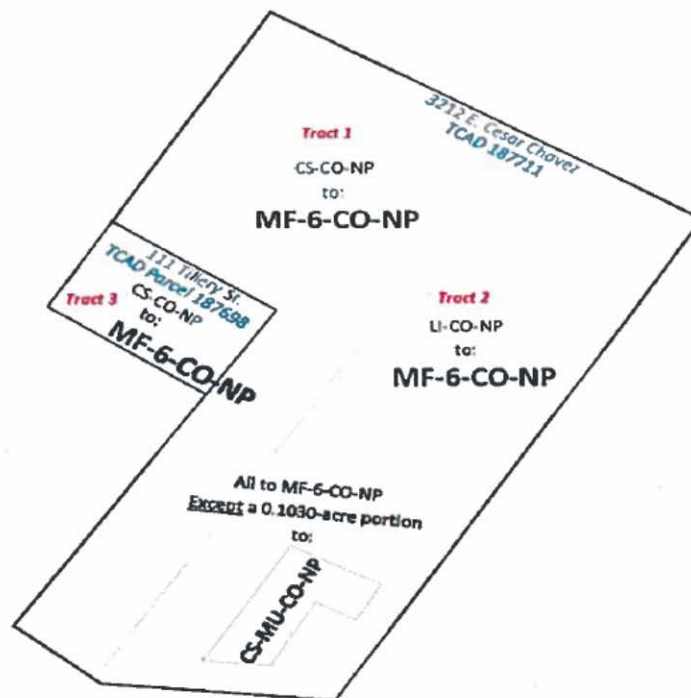 3212 E. Cesar Chavez
TCAD 187711
Tract 1
CS-CO-NP
to:
MF-6-CO-NP
111 Tillery St.
TCAD Parcel 187698
Tract 3
CS-CO-NP
to:
MF-6-CO-NP
Tract 2
LI-CO-NP
to:
MF-6-CO-NP
All to MF-6-CO-NP
Except a 0.1030-acre portion
to:
CS-MU-CO-NP